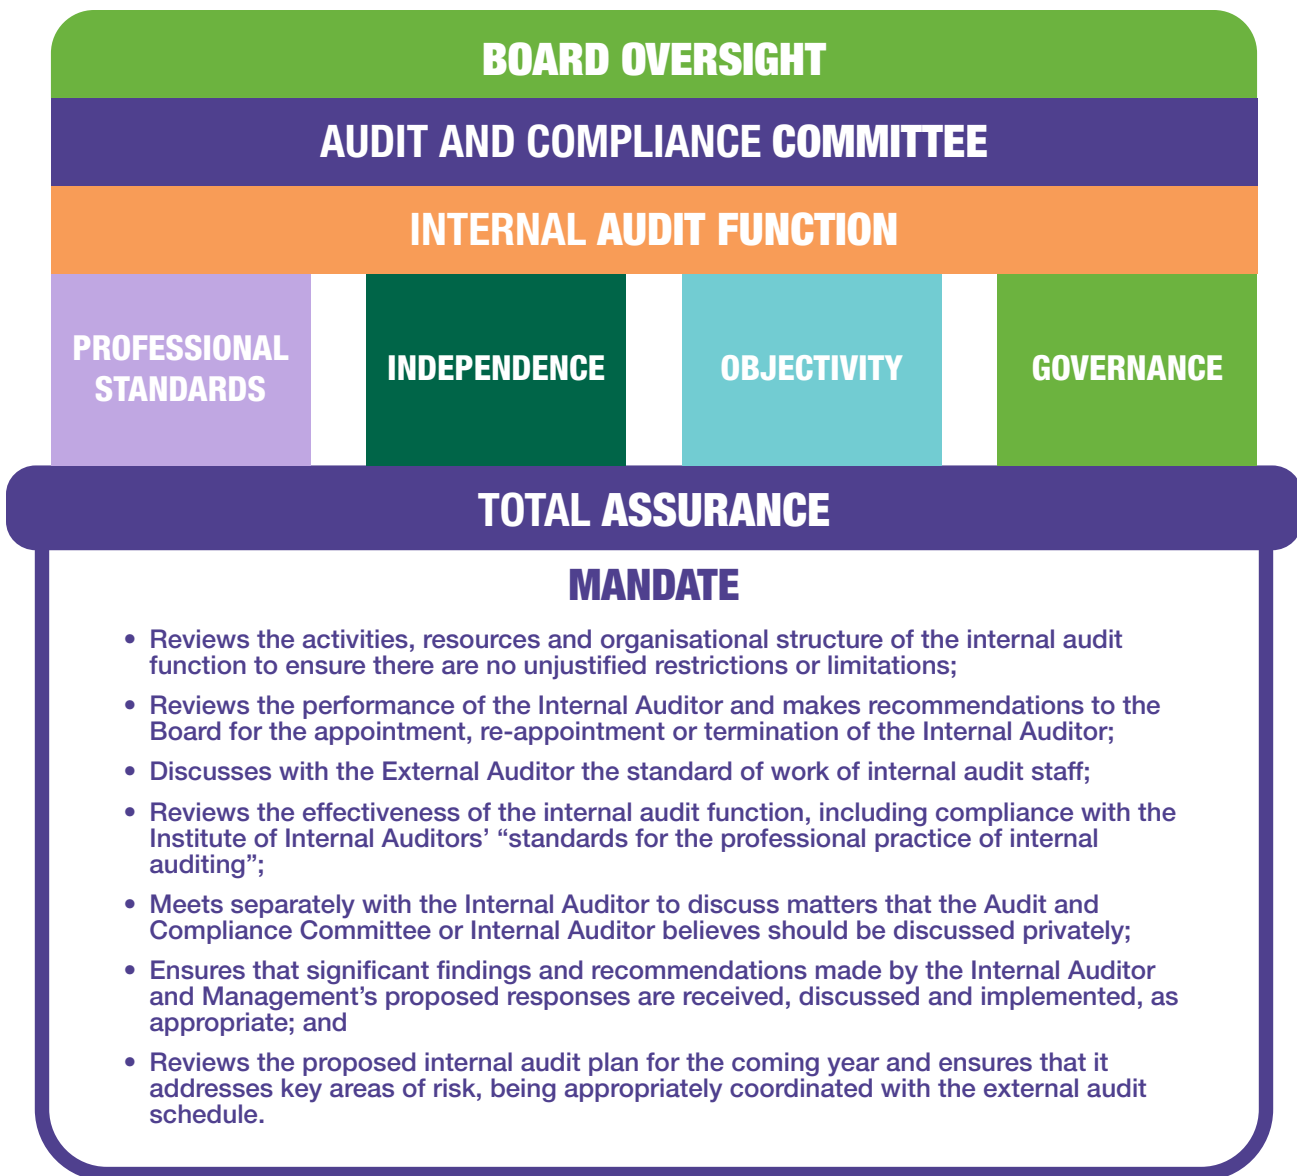 BOARD OVERSIGHT
AUDIT AND COMPLIANCE COMMITTEE
INTERNAL AUDIT FUNCTION
PROFESSIONAL
STANDARDS
INDEPENDENCE
OBJECTIVITY
GOVERNANCE
TOTAL ASSURANCE
MANDATE
• Reviews the activities, resources and organisational structure of the internal audit
function to ensure there are no unjustified restrictions or limitations;
• Reviews the performance of the Internal Auditor and makes recommendations to the
Board for the appointment, re-appointment or termination of the Internal Auditor;
• Discusses with the External Auditor the standard of work of internal audit staff;
• Reviews the effectiveness of the internal audit function, including compliance with the
Institute of Internal Auditors’ “standards for the professional practice of internal
auditing”;
• Meets separately with the Internal Auditor to discuss matters that the Audit and
Compliance Committee or Internal Auditor believes should be discussed privately;
• Ensures that significant findings and recommendations made by the Internal Auditor
and Management’s proposed responses are received, discussed and implemented, as
appropriate; and
• Reviews the proposed internal audit plan for the coming year and ensures that it
addresses key areas of risk, being appropriately coordinated with the external audit
schedule.